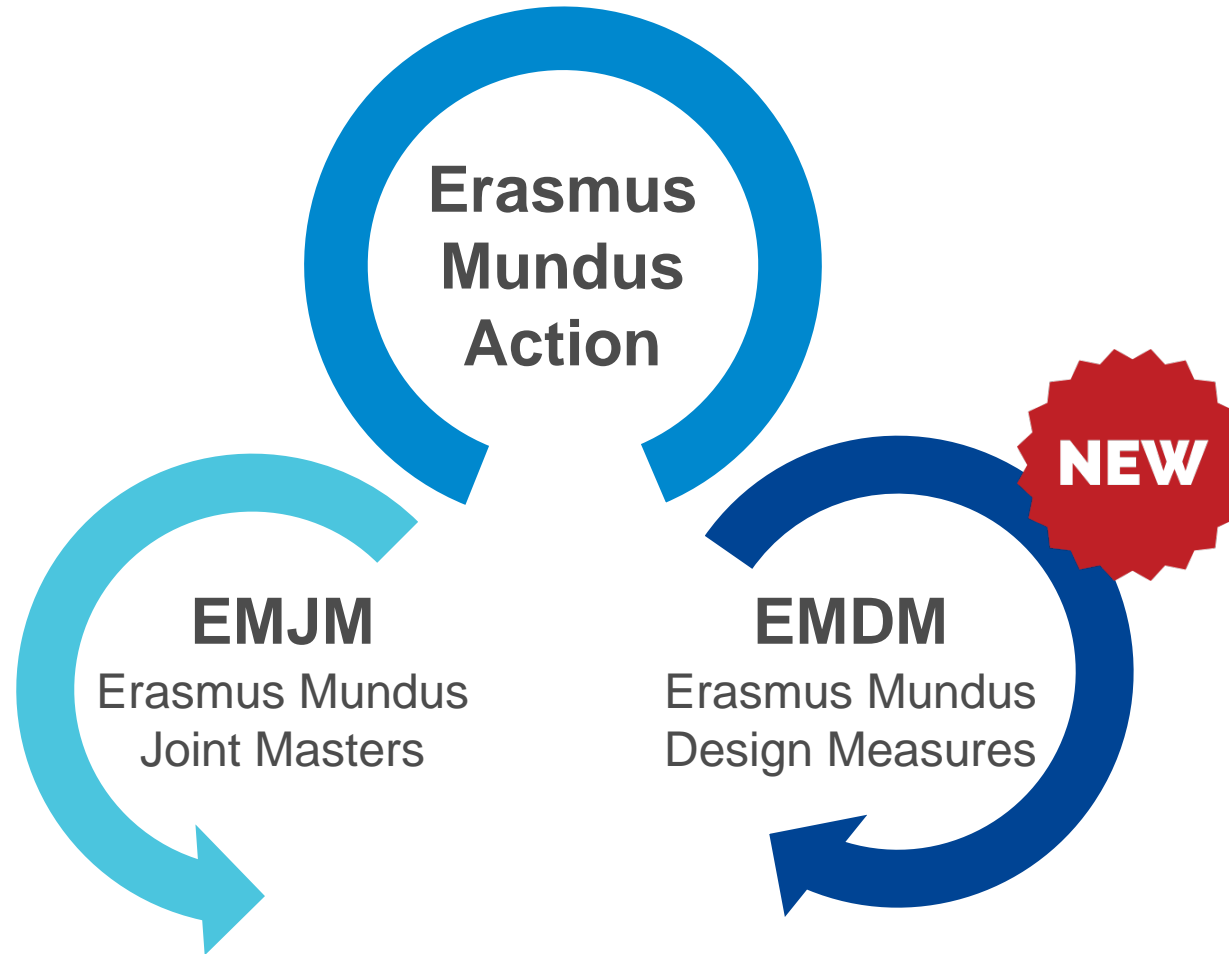 Erasmus
Mundus
Action
NEW
EMJM
Erasmus Mundus
Joint Masters
EMDM
Erasmus Mundus
Design Measures